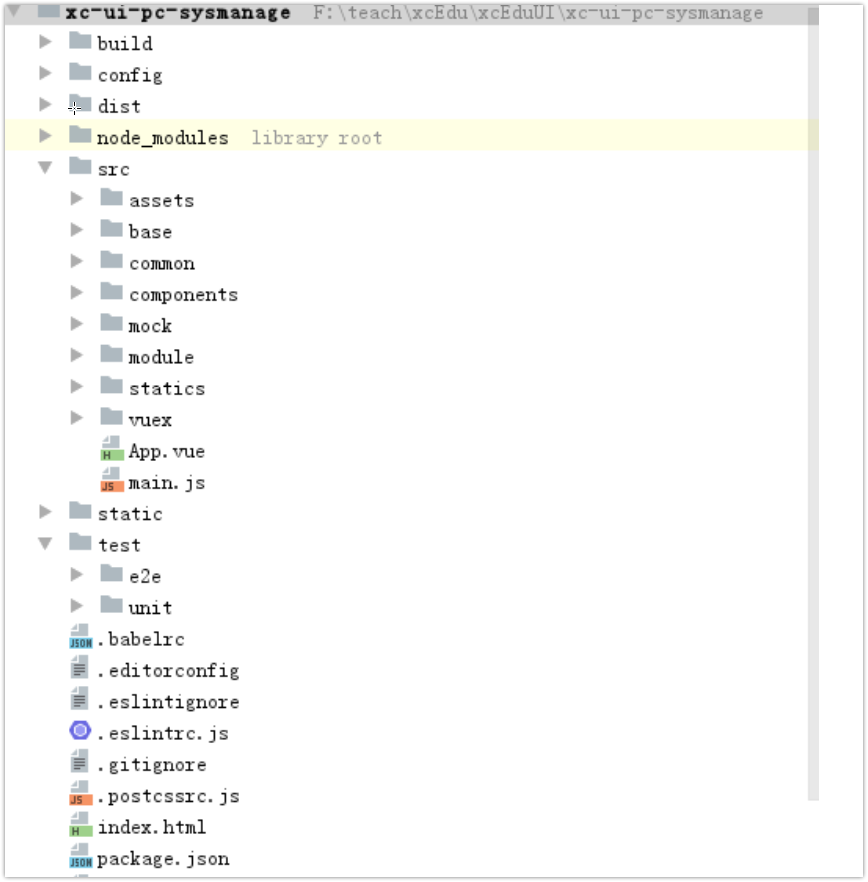 xc-ui-pc-sysmanage F:\teach\xcEdu\xcEduUI\xc-ui-pc-sysmanage
build
config
dist
node_modules library root
src
assets
base
common
components
mock
module
statics
vuex
H App.vue
JS main.js
static
test
e2e
unit
JSON .babelrc
.editorconfig
.eslintignore
.eslintrc.js
.gitignore
JS .postcssrc.js
H index.html
JSON package.json